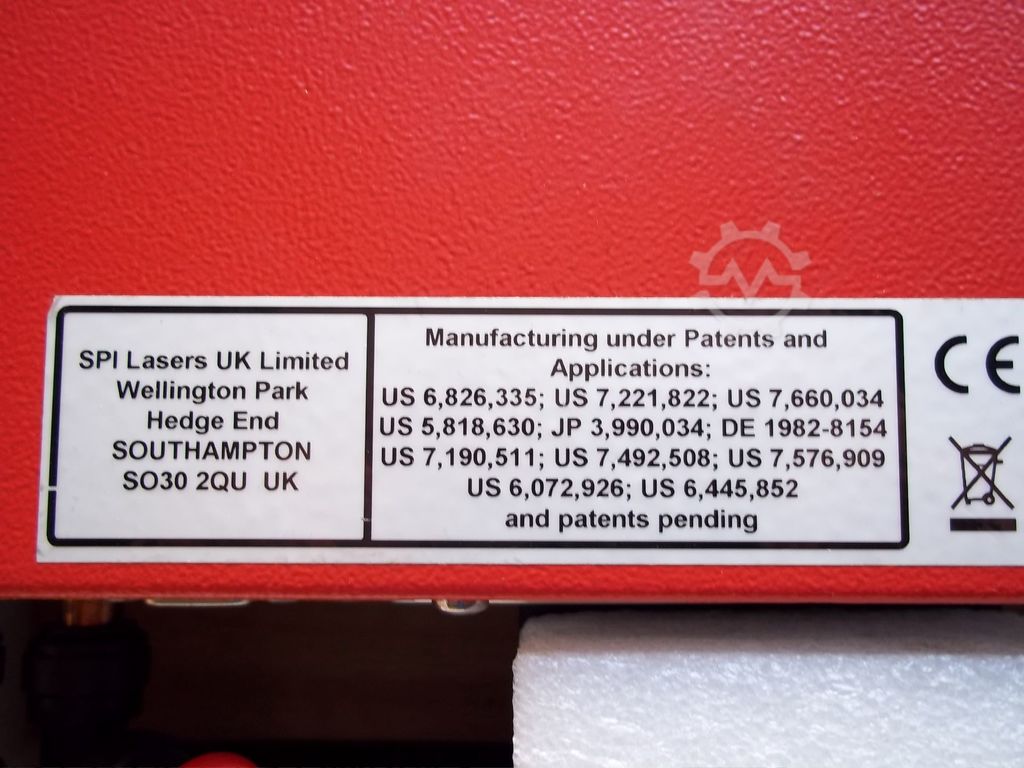 SPI Lasers UK Limited
Wellington Park
Hedge End
SOUTHAMPTON
SO30 2QU UK
Manufacturing under Patents and
Applications:
US 6,826,335; US 7,221,822; US 7,660,034
US 5,818,630; JP 3,990,034; DE 1982-8154
US 7,190,511; US 7,492,508; US 7,576,909
US 6,072,926; US 6,445,852
and patents pending
CE